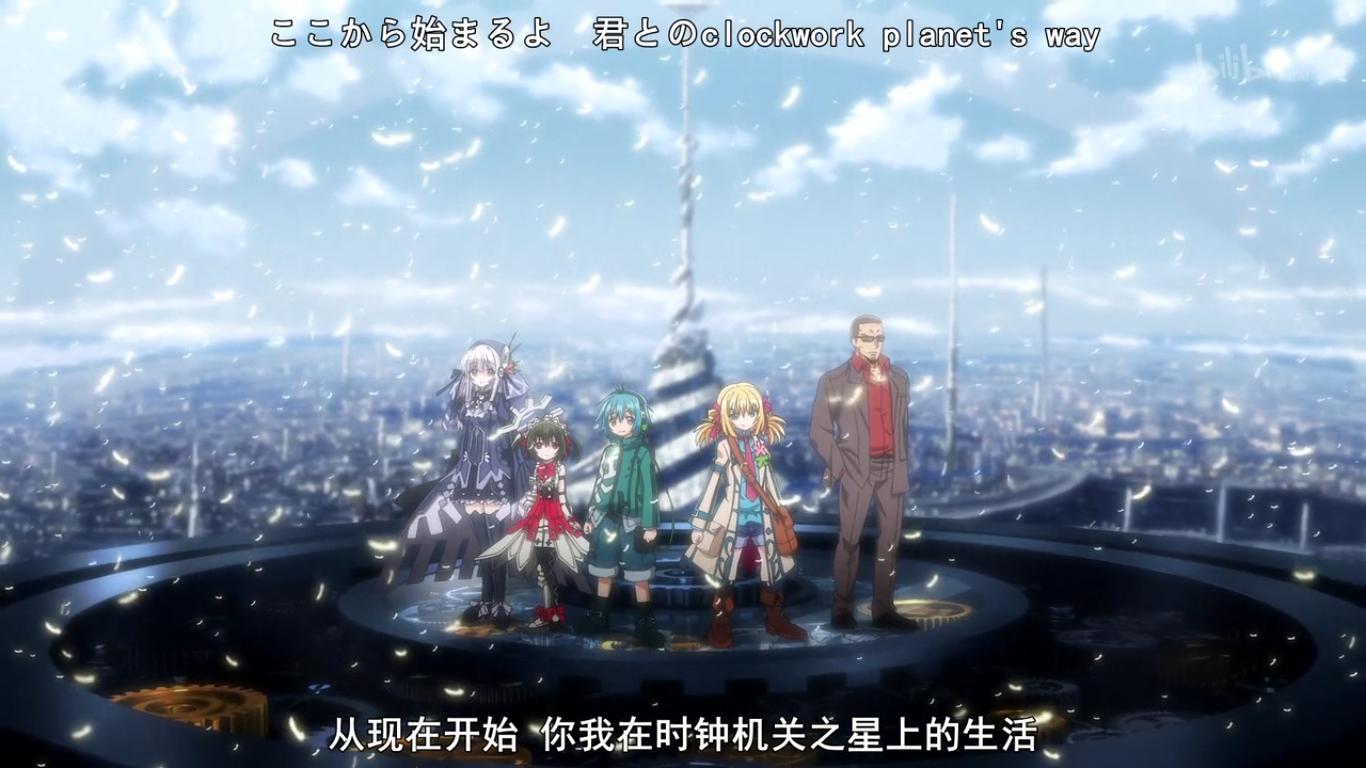 ここから始まるよ　君とのclockwork planet's way
bilibili
从现在开始 你我在时钟机关之星上的生活